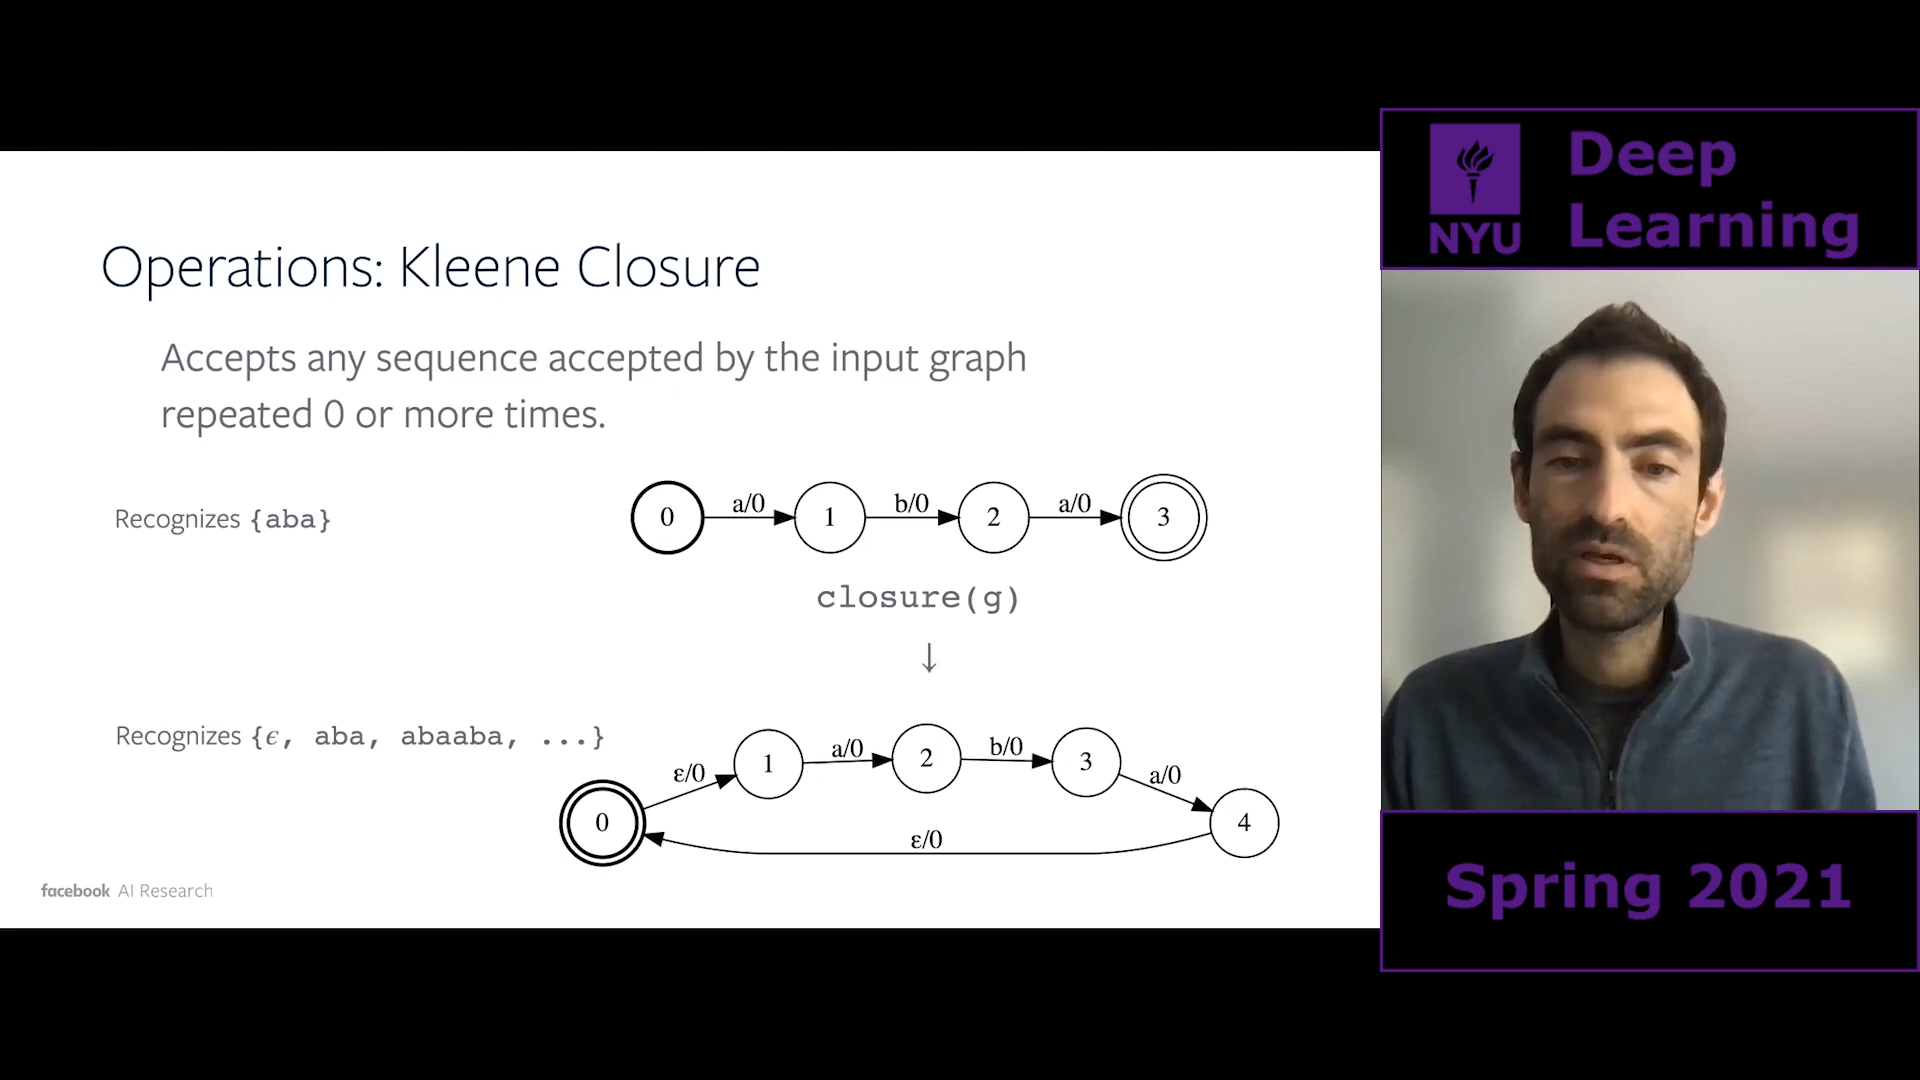 Operations: Kleene Closure
Accepts any sequence accepted by the input graph
repeated 0 or more times.
Recognizes {aba}
0 a/0 1 b/0 2 a/0 3
closure(g)
↓
Recognizes {ϵ, aba, abaaba, ...}
0 ε/0 1 a/0 2 b/0 3 a/0 4
ε/0
facebook AI Research
NYU
Deep
Learning
Spring 2021